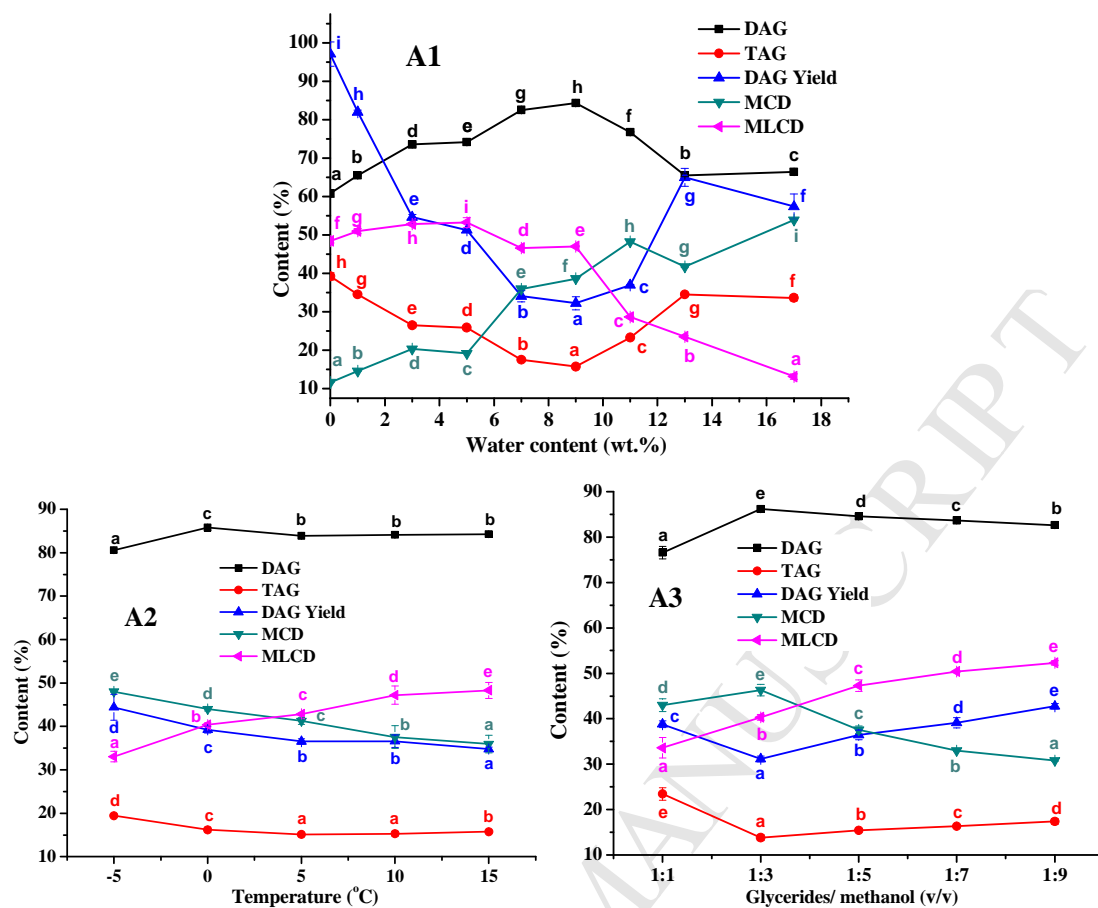 A1
DAG
TAG
DAG Yield
MCD
MLCD
100
90
80
70
60
50
40
30
20
10
Content (%)
a b d e g h f b c
i h e d b a c g f
f g h i d e c b a
h g e d b a c g f
a b d c e f h g i
0 2 4 6 8 10 12 14 16 18
Water content (wt.%)
A2
DAG
TAG
DAG Yield
MCD
MLCD
90
80
70
60
50
40
30
20
10
Content (%)
a c b b b
e d c b a
d c b b a
a b c d e
d c a a b
-5 0 5 10 15
Temperature (°C)
A3
DAG
TAG
DAG Yield
MCD
MLCD
90
80
70
60
50
40
30
20
10
Content (%)
a e d c b
d e c b a
c a b c e
a b c d e
e a b c d
1:1 1:3 1:5 1:7 1:9
Glycerides/ methanol (v/v)
MANUSCRIPT